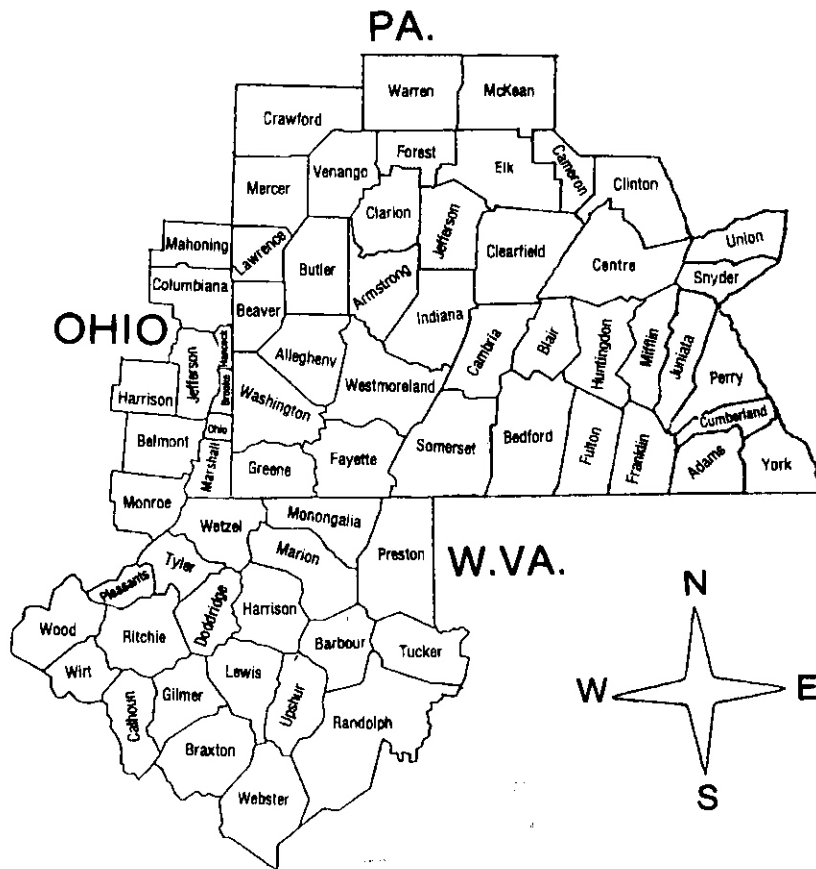 PA.
Warren
McKean
Crawford
Forest
Cameron
Venango
Elk
Mercer
Clinton
Clarion
Jefferson
Union
Mahoning
Lawrence
Clearfield
Butler
Centre
Snyder
Columbiana
Armstrong
Beaver
Indiana
OHIO
Hancock
Cambria
Blair
Huntingdon
Mifflin
Juniata
Allegheny
Jefferson
Westmoreland
Perry
Brooke
Harrison
Washington
Cumberland
Ohio
Belmont
Somerset
Bedford
Fulton
Franklin
Adams
York
Marshall
Greene
Fayette
Monroe
Wetzel
Monongalia
Marion
Preston
W.VA.
Tyler
Pleasants
N
Doddridge
Harrison
Wood
Ritchie
Barbour
Tucker
Wirt
Lewis
Gilmer
Calhoun
Upshur
W
E
Randolph
Braxton
Webster
S